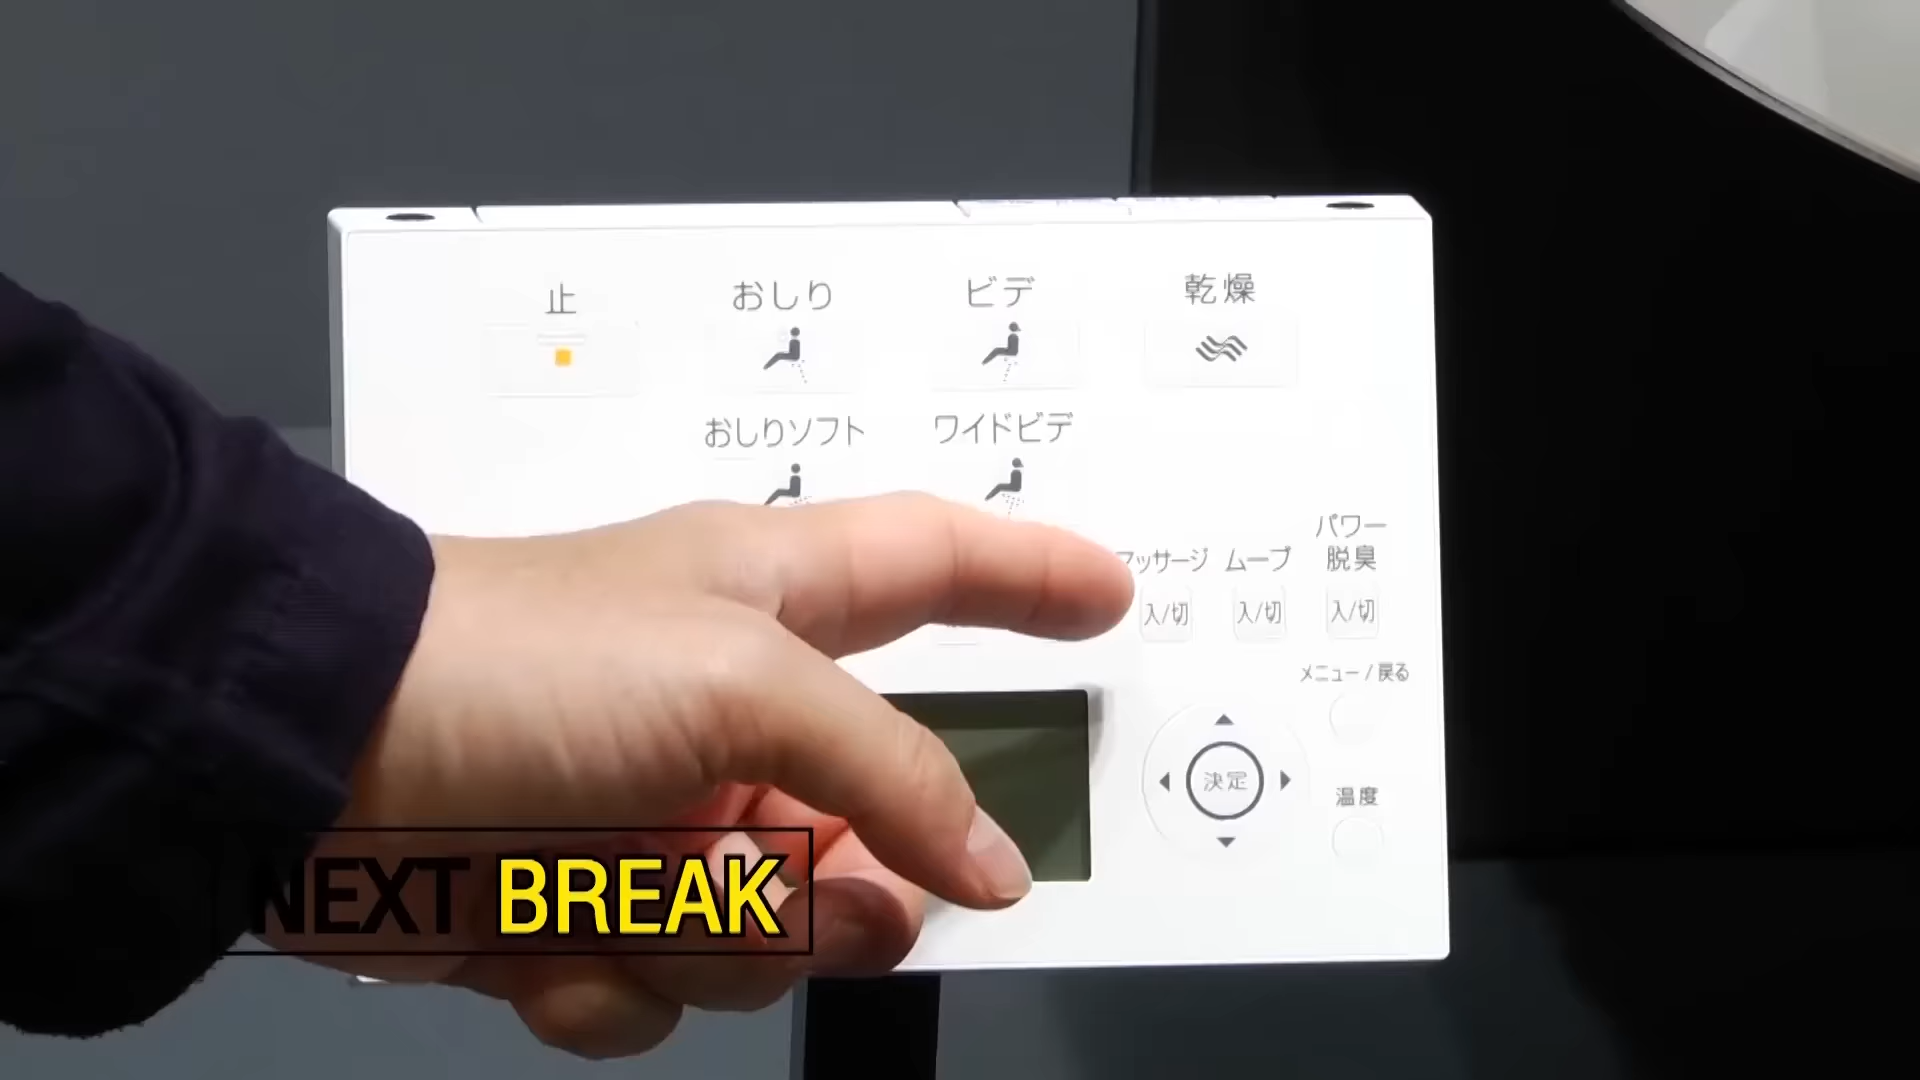 止 おしり ビデ 乾燥
おしりソフト ワイドビデ
パワー
マッサージ ムーブ 脱臭
入/切 入/切 入/切
メニュー / 戻る
決定
温度
NEXT BREAK